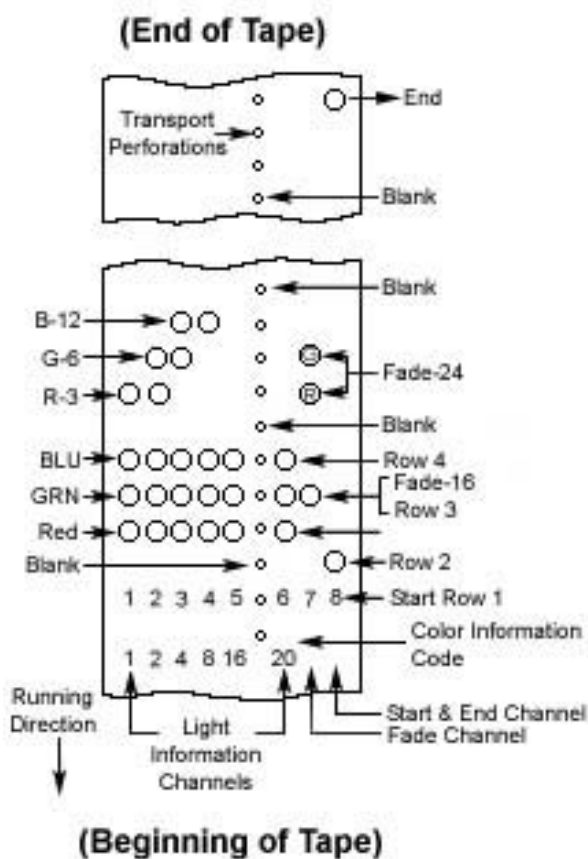 (End of Tape)
End
Transport
Perforations
Blank
Blank
B-12
G-6
G
Fade-24
R-3
R
Blank
BLU
Row 4
GRN
Fade-16
Row 3
Red
Blank
Row 2
1 2 3 4 5 6 7 8
Start Row 1
Color Information
Code
1 2 4 8 16 20
Running
Direction
Light
Information
Channels
Start & End Channel
Fade Channel
(Beginning of Tape)